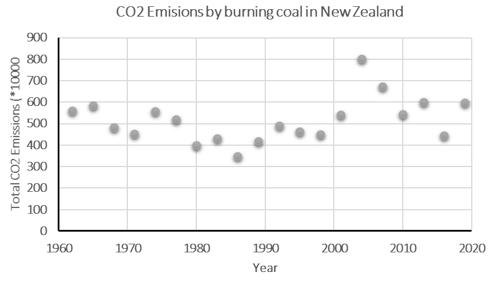 CO2 Emisions by burning coal in New Zealand
Total CO2 Emissions (*10000
900
800
700
600
500
400
300
200
100
0
1960 1970 1980 1990 2000 2010 2020
Year